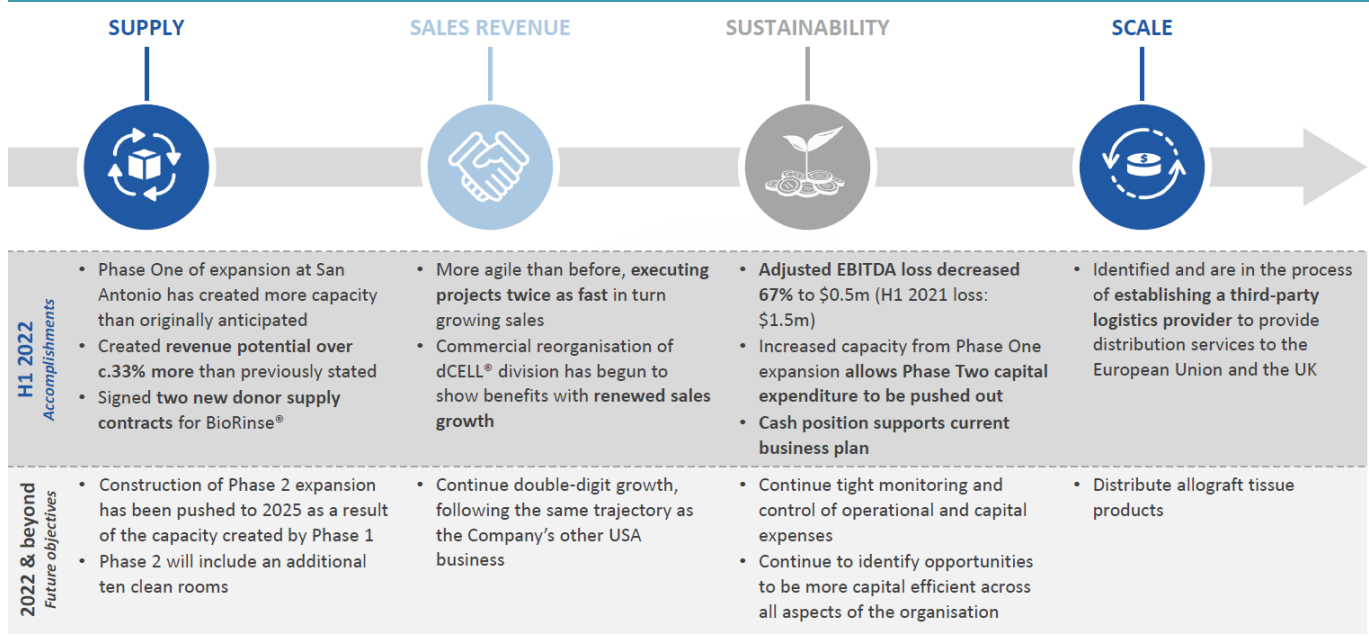 SUPPLY
SALES REVENUE
SUSTAINABILITY
SCALE
$
H1 2022
Accomplishments
• Phase One of expansion at San
Antonio has created more capacity
than originally anticipated
• Created revenue potential over
c.33% more than previously stated
• Signed two new donor supply
contracts for BioRinse®
• More agile than before, executing
projects twice as fast in turn
growing sales
• Commercial reorganisation of
dCELL® division has begun to
show benefits with renewed sales
growth
• Adjusted EBITDA loss decreased
67% to $0.5m (H1 2021 loss:
$1.5m)
• Increased capacity from Phase One
expansion allows Phase Two capital
expenditure to be pushed out
• Cash position supports current
business plan
• Identified and are in the process
of establishing a third-party
logistics provider to provide
distribution services to the
European Union and the UK
2022 & beyond
Future objectives
• Construction of Phase 2 expansion
has been pushed to 2025 as a result
of the capacity created by Phase 1
• Phase 2 will include an additional
ten clean rooms
• Continue double-digit growth,
following the same trajectory as
the Company's other USA
business
• Continue tight monitoring and
control of operational and capital
expenses
• Continue to identify opportunities
to be more capital efficient across
all aspects of the organisation
• Distribute allograft tissue
products